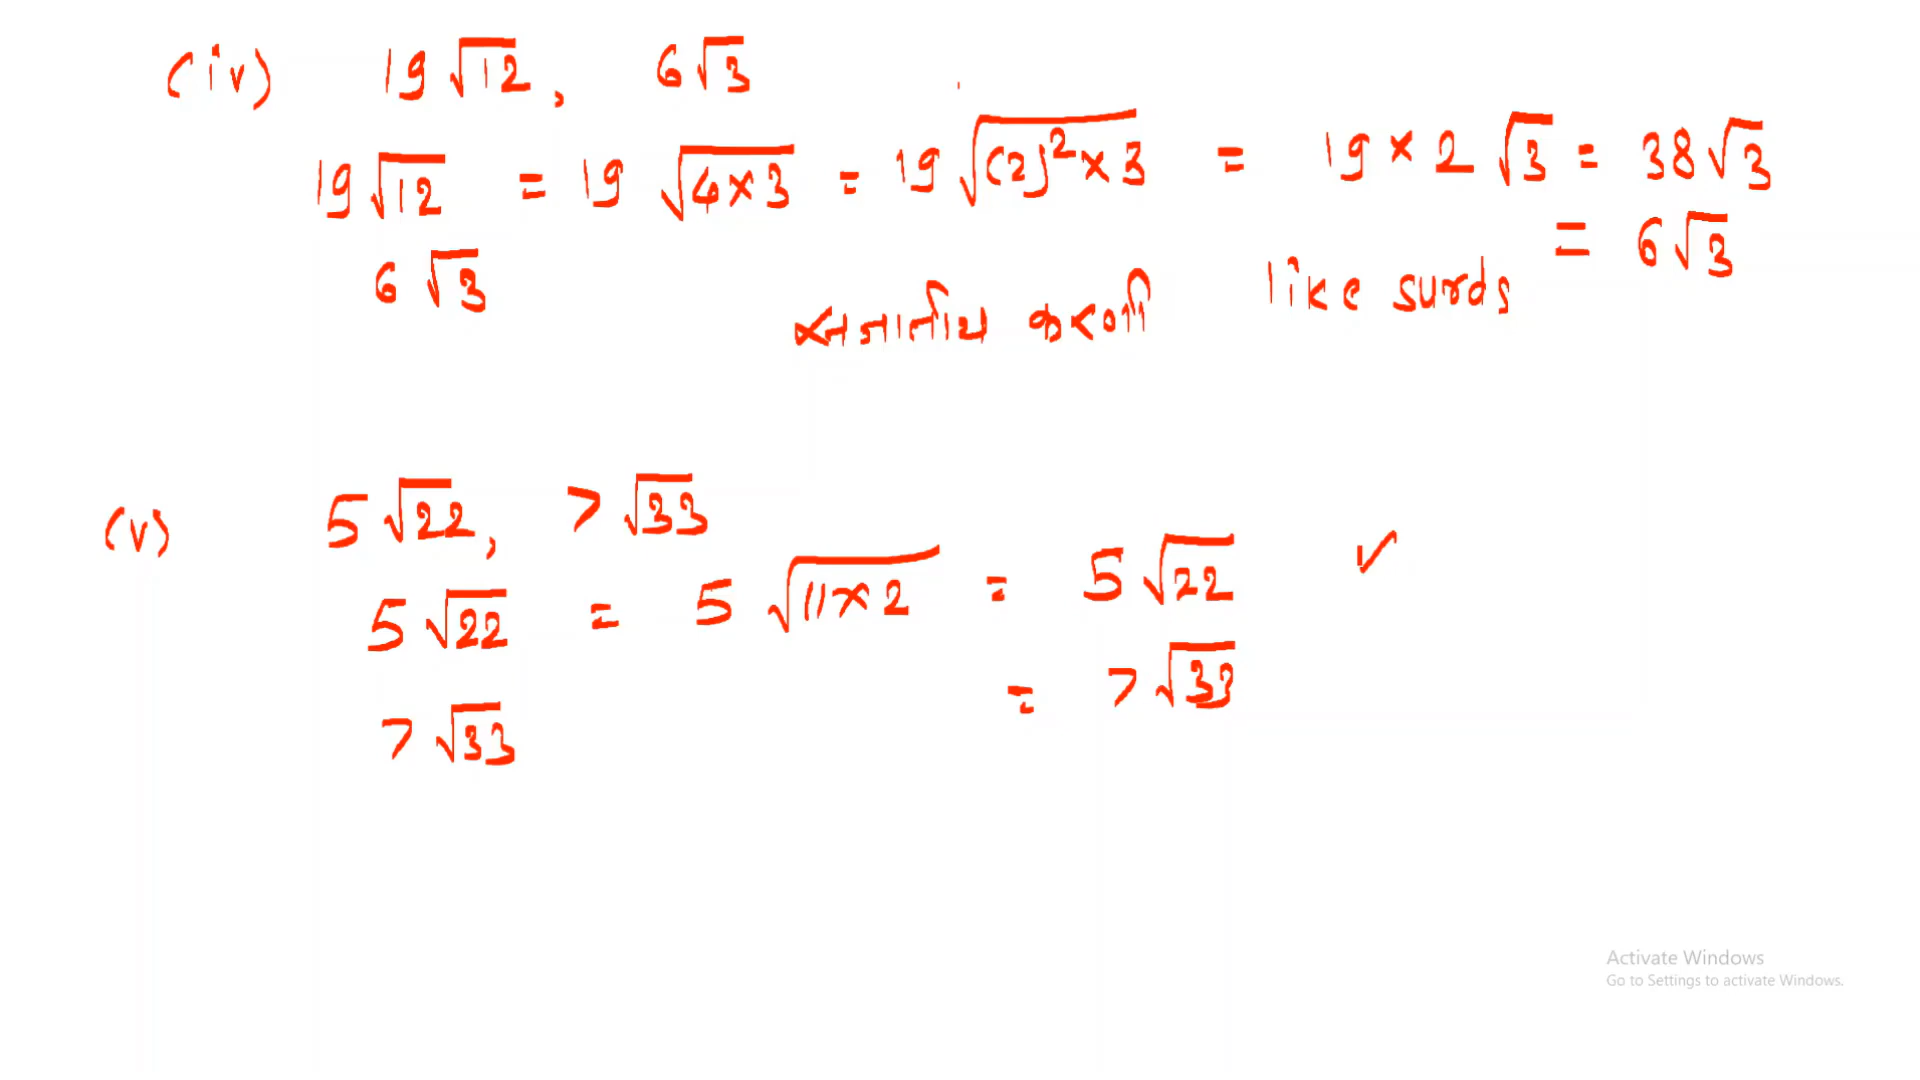 (iv) 19√12, 6√3
19√12 = 19√(4×3) = 19√((2)²×3) = 19×2√3 = 38√3
6√3 = 6√3
सजातीय करणी like surds
(v) 5√22, 7√33
5√22 = 5√(11×2) = 5√22 ✓
7√33 = 7√33
Activate Windows
Go to Settings to activate Windows.